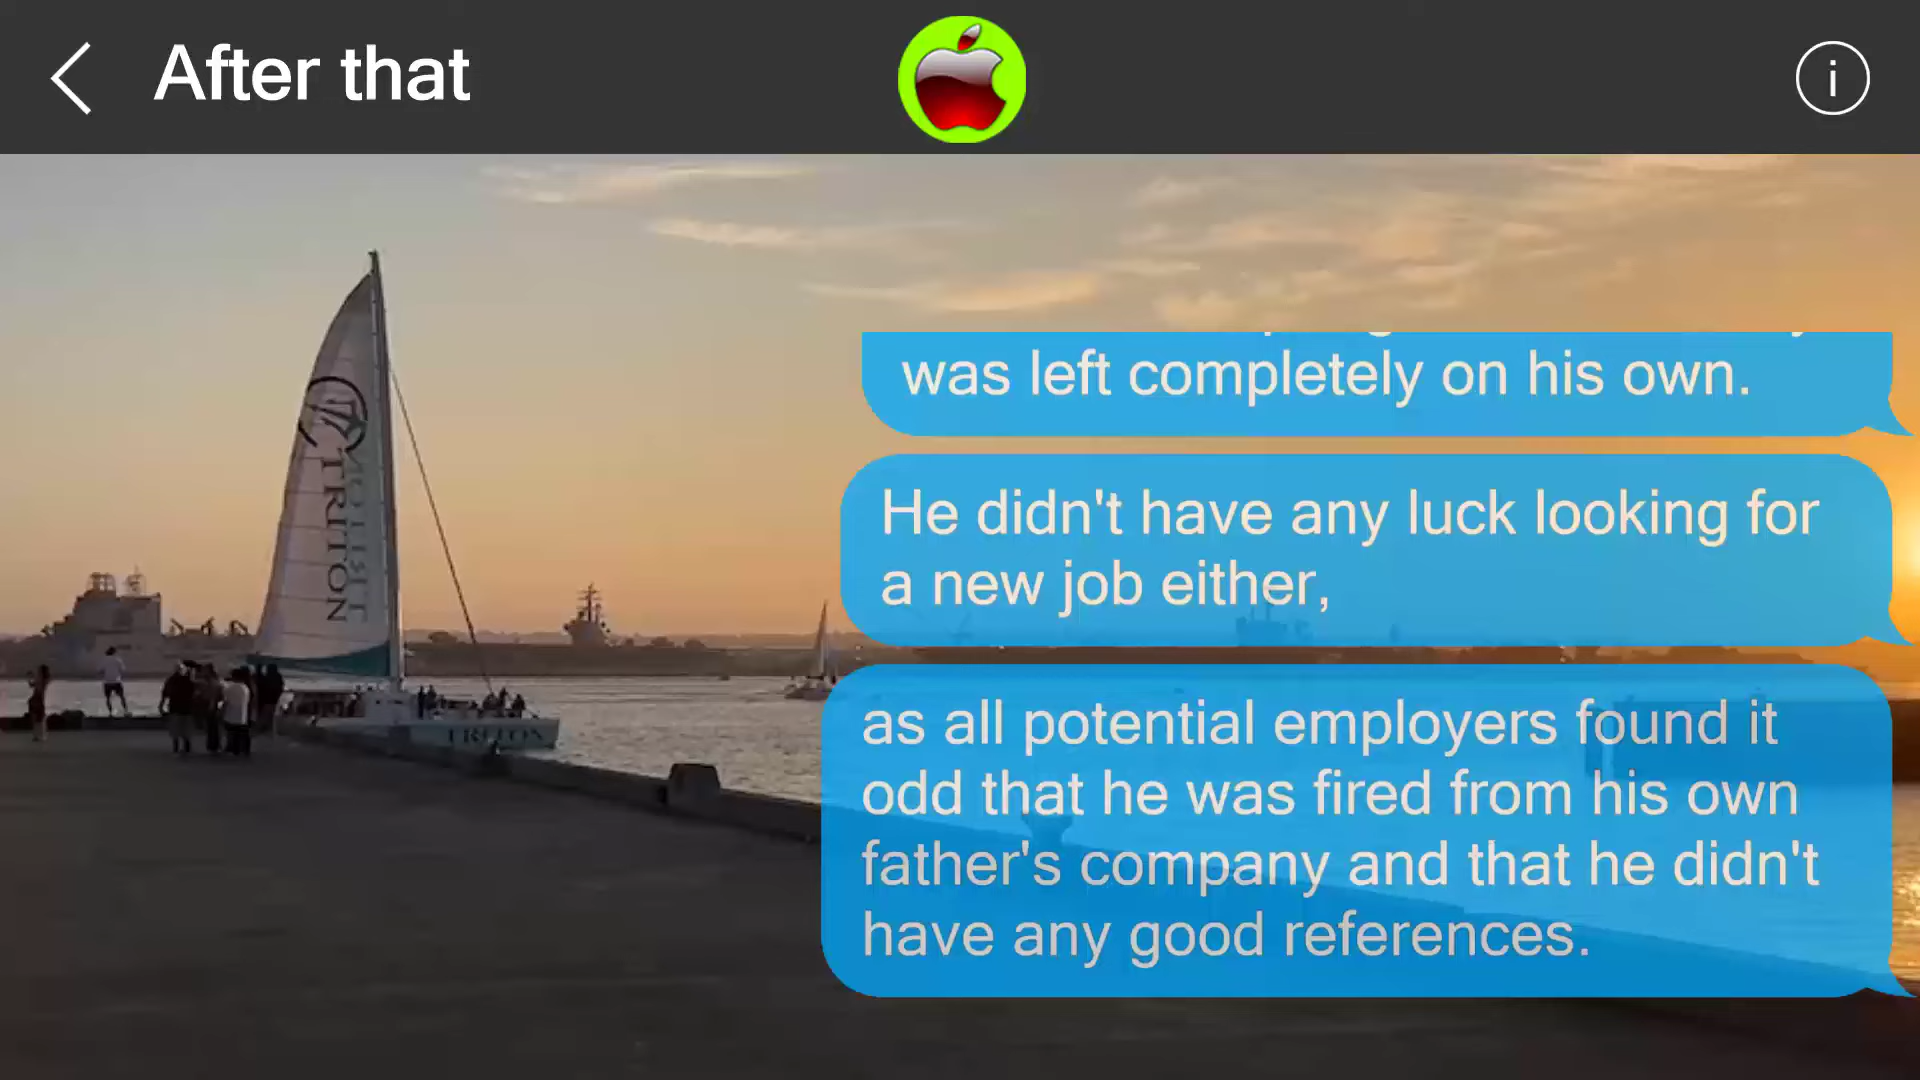 After that
was left completely on his own.
He didn't have any luck looking for
a new job either,
as all potential employers found it
odd that he was fired from his own
father's company and that he didn't
have any good references.
TRITON
TRITON